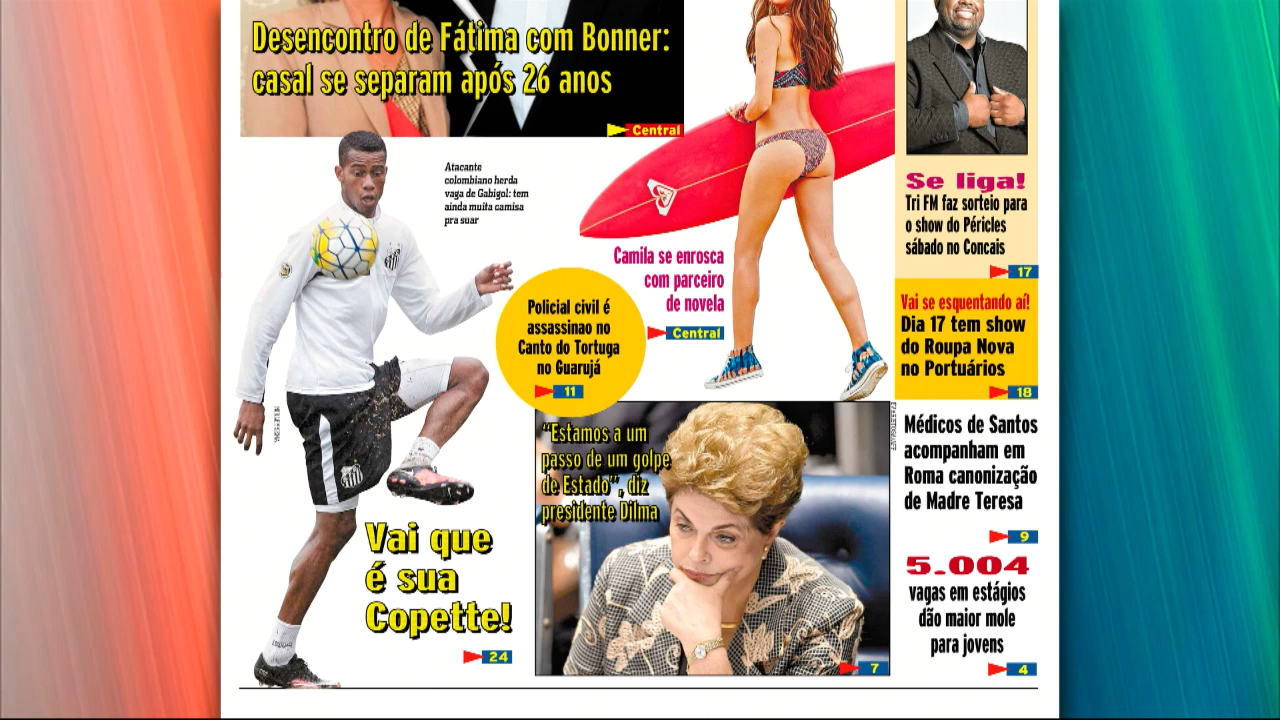 Desencontro de Fátima com Bonner:
casal se separam após 26 anos
Central
Atacante
colombiano herda
vaga de Gabigol: tem
ainda muita camisa
pra suar
Camila se enrosca
com parceiro
de novela
Central
Policial civil é
assassinao no
Canto do Tortuga
no Guarujá
11
Vai que
é sua
Copette!
24
“Estamos a um
passo de um golpe
de Estado”, diz
presidente Dilma
7
Se liga!
Tri FM faz sorteio para
o show do Péricles
sábado no Concais
17
Vai se esquentando aí!
Dia 17 tem show
do Roupa Nova
no Portuários
18
Médicos de Santos
acompanham em
Roma canonização
de Madre Teresa
9
5.004
vagas em estágios
dão maior mole
para jovens
4